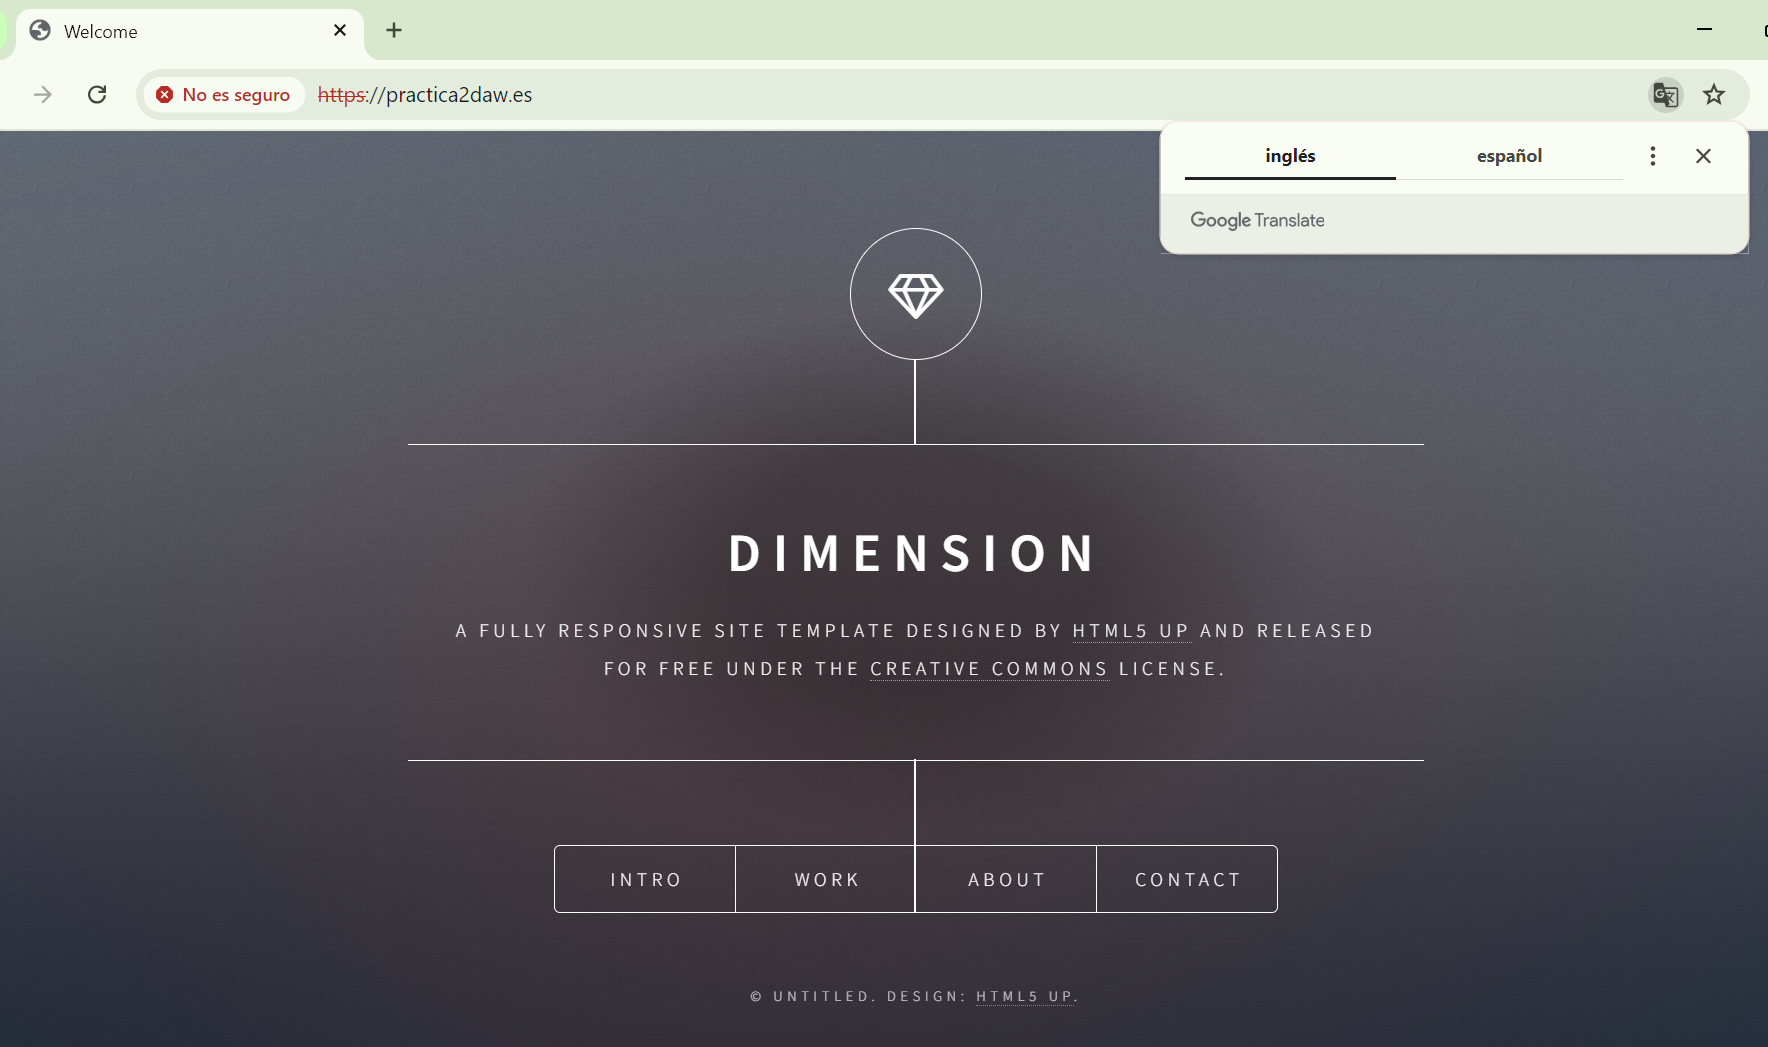 Welcome
No es seguro
https://practica2daw.es
inglés
español
Google Translate
DIMENSION
A FULLY RESPONSIVE SITE TEMPLATE DESIGNED BY HTML5 UP AND RELEASED
FOR FREE UNDER THE CREATIVE COMMONS LICENSE.
INTRO
WORK
ABOUT
CONTACT
© UNTITLED. DESIGN: HTML5 UP.